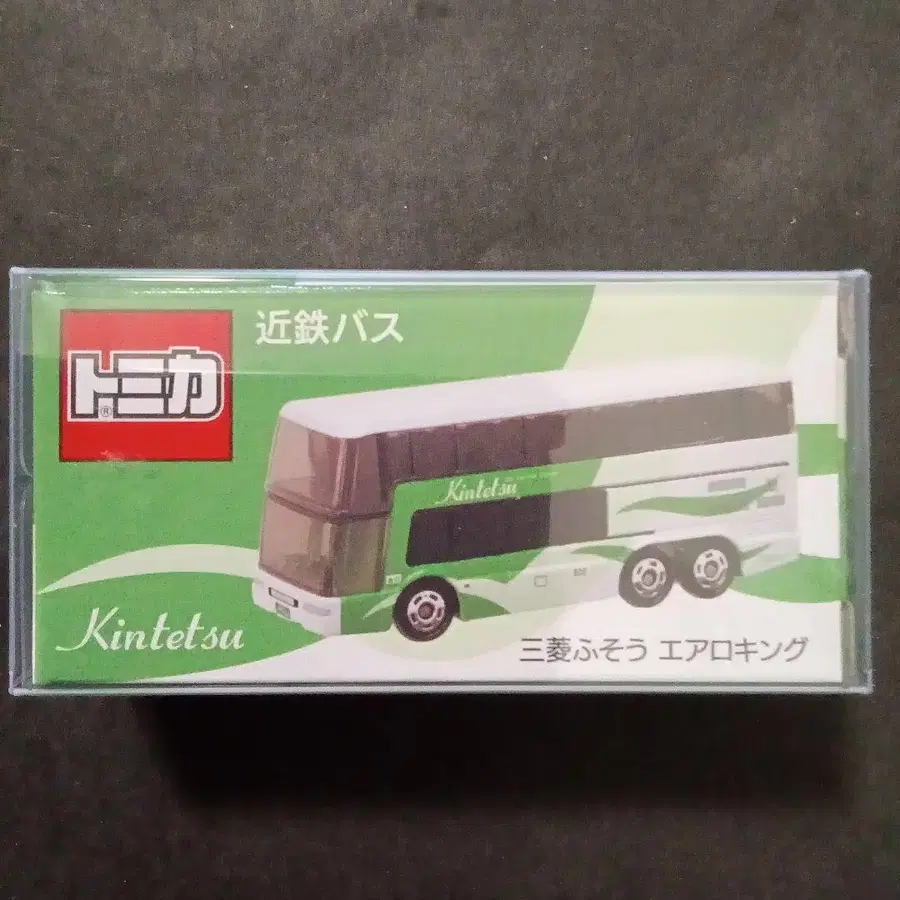 近鉄バス
トミカ
®
Kintetsu
Kintetsu
三菱ふそう エアロキング